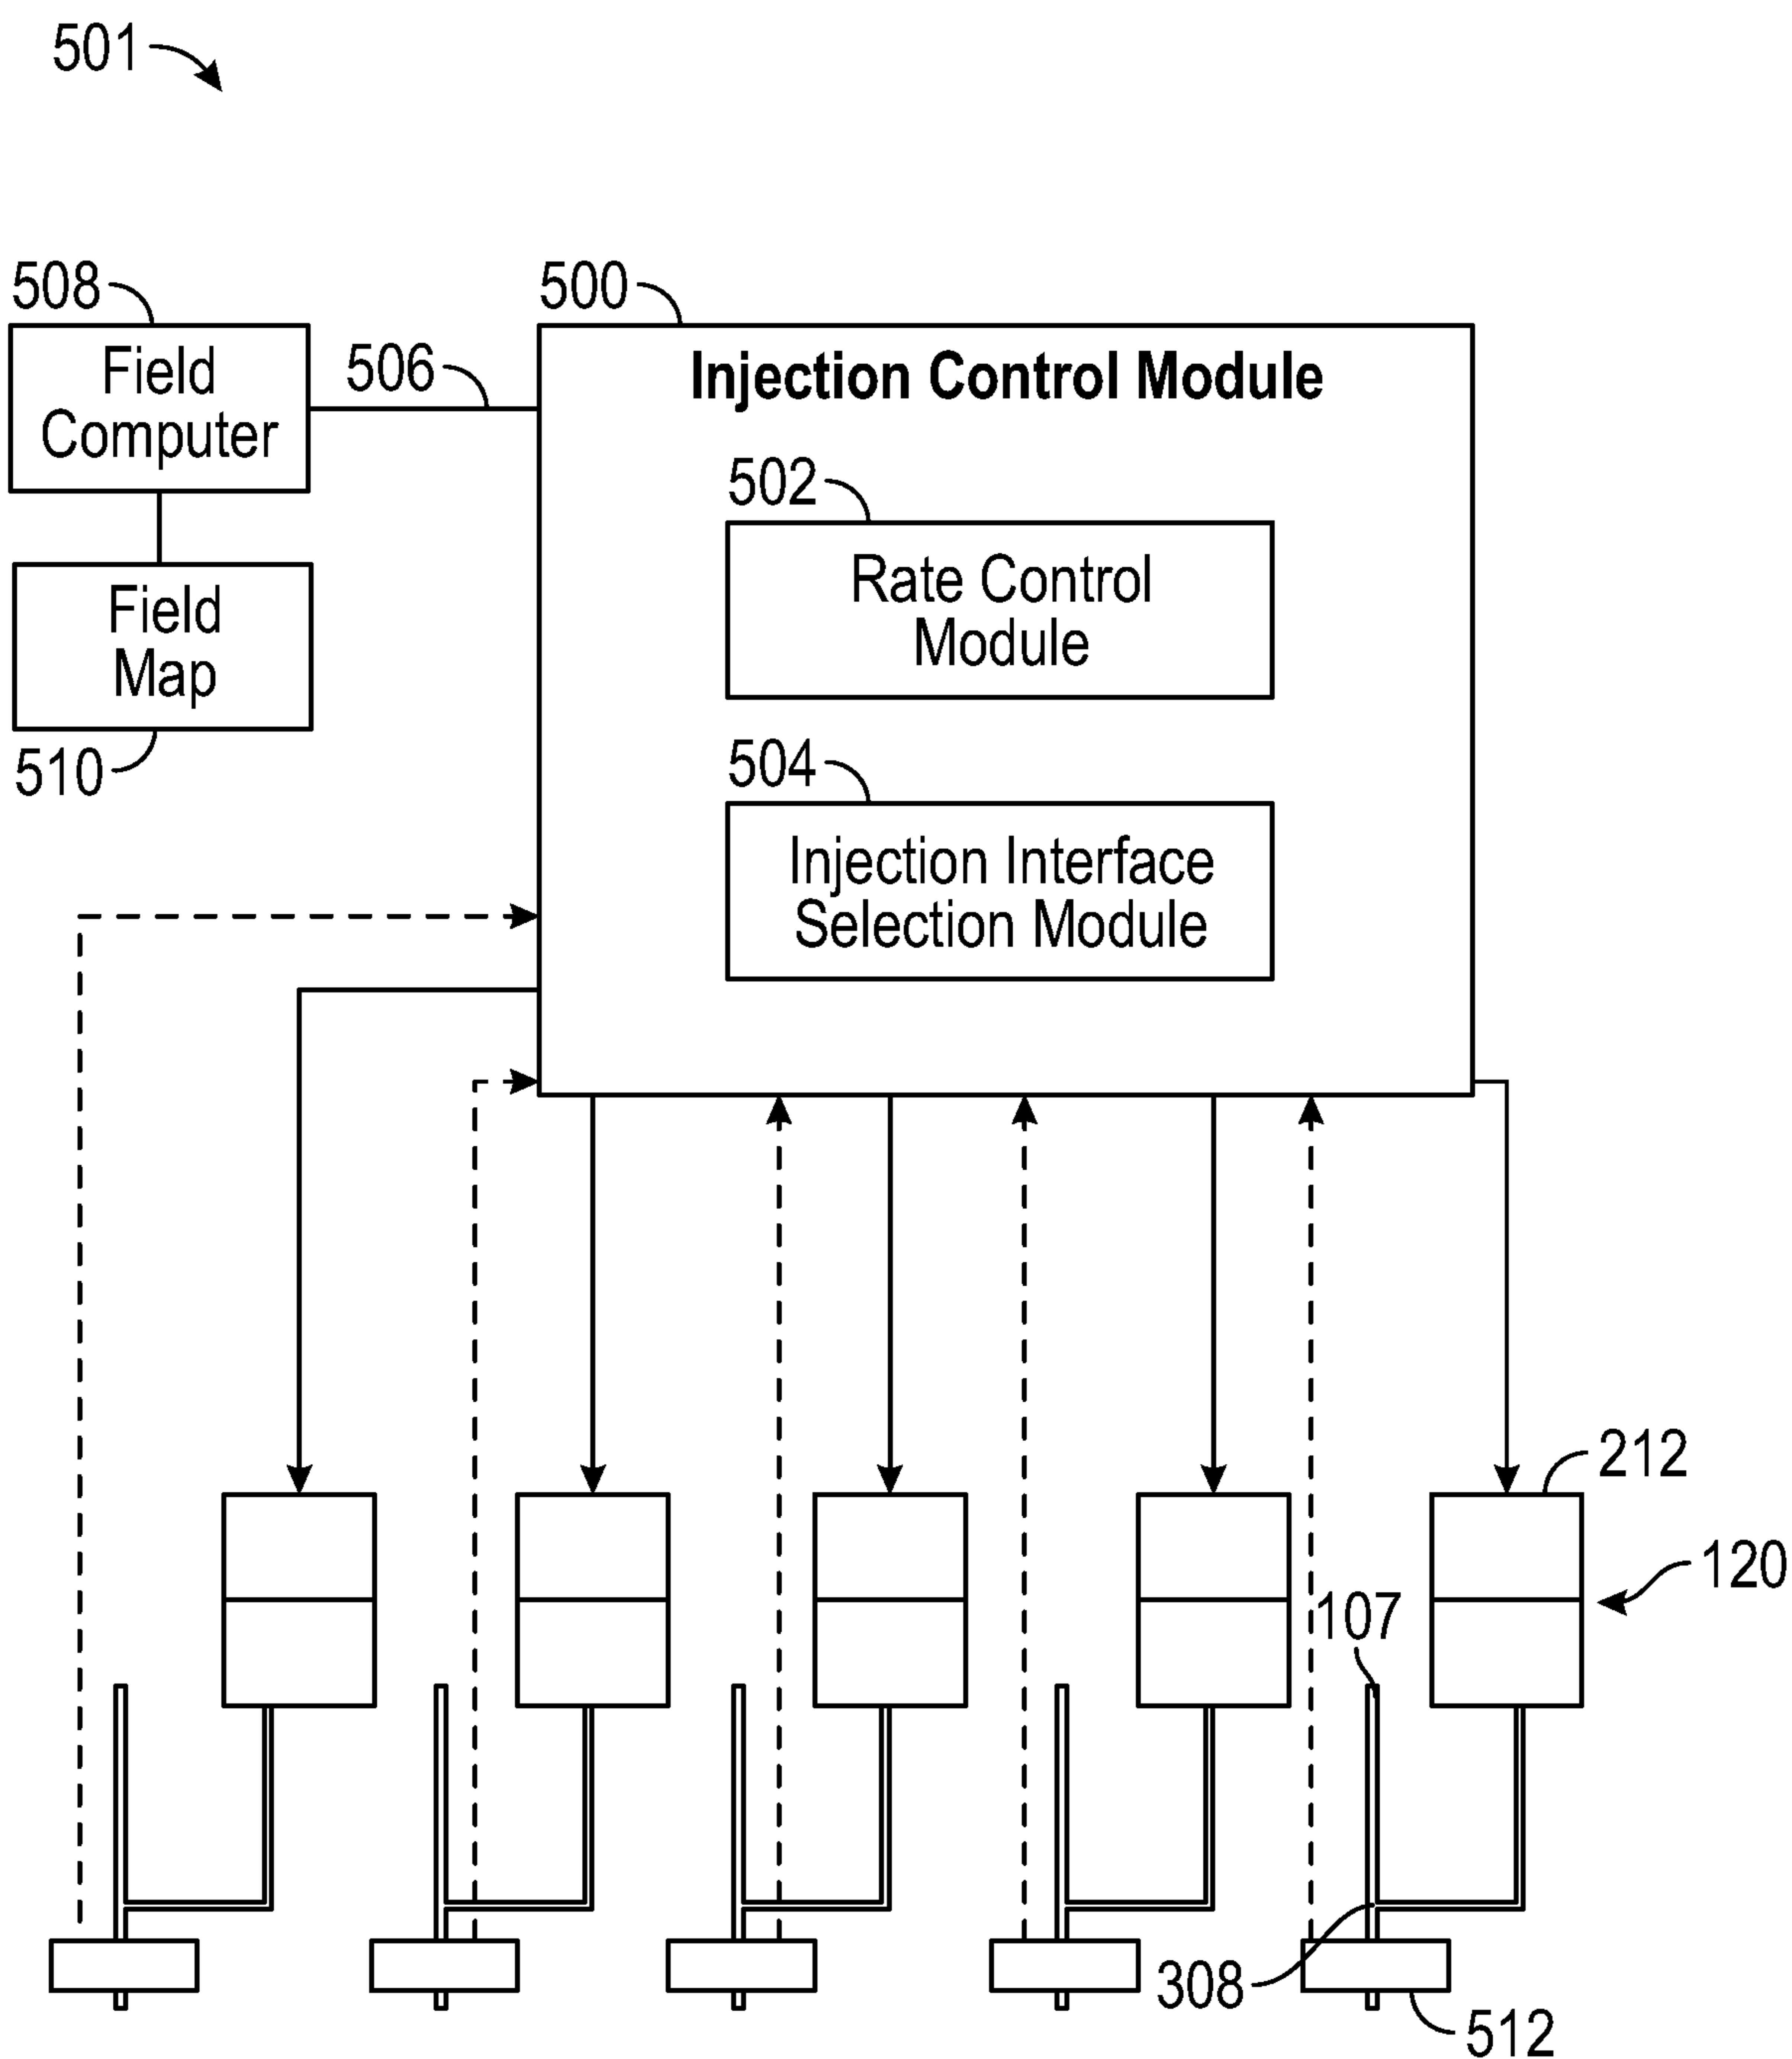 501
508
500
Field
Computer
506
Injection Control Module
502
Rate Control
Module
Field
Map
510
504
Injection Interface
Selection Module
212
120
107
308
512